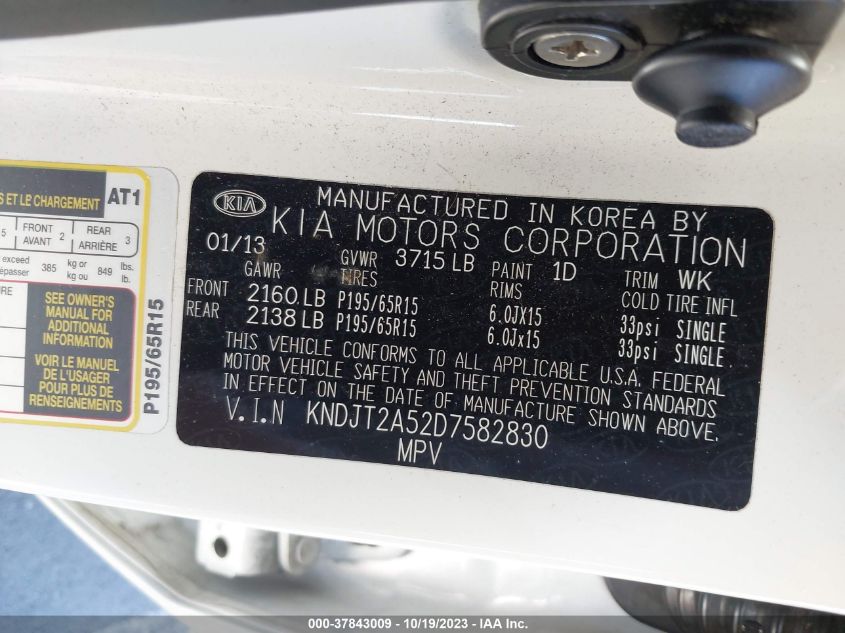 S ET LE CHARGEMENT AT1
5 FRONT AVANT 2 REAR ARRIÈRE 3
exceed 385 kg or 849 lbs.
épasser kg ou lb.
SEE OWNER'S
MANUAL FOR
ADDITIONAL
INFORMATION
VOIR LE MANUEL
DE L'USAGER
POUR PLUS DE
RENSEIGNEMENTS
P195/65R15
KIA
MANUFACTURED IN KOREA BY
KIA MOTORS CORPORATION
01/13 GVWR 3715 LB PAINT 1D TRIM WK
GAWR TIRES RIMS COLD TIRE INFL
FRONT 2160 LB P195/65R15 6.0JX15 33psi SINGLE
REAR 2138 LB P195/65R15 6.0Jx15 33psi SINGLE
THIS VEHICLE CONFORMS TO ALL APPLICABLE U.S.A. FEDERAL
MOTOR VEHICLE SAFETY AND THEFT PREVENTION STANDARDS
IN EFFECT ON THE DATE OF MANUFACTURE SHOWN ABOVE.
V.I.N KNDJT2A52D7582830
MPV
000-37843009 - 10/19/2023 - IAA Inc.